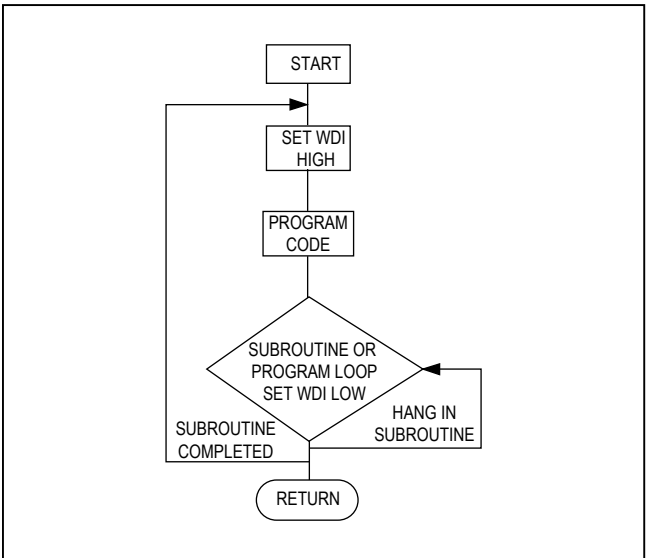 START
SET WDI
HIGH
PROGRAM
CODE
SUBROUTINE OR
PROGRAM LOOP
SET WDI LOW
SUBROUTINE
COMPLETED
HANG IN
SUBROUTINE
RETURN